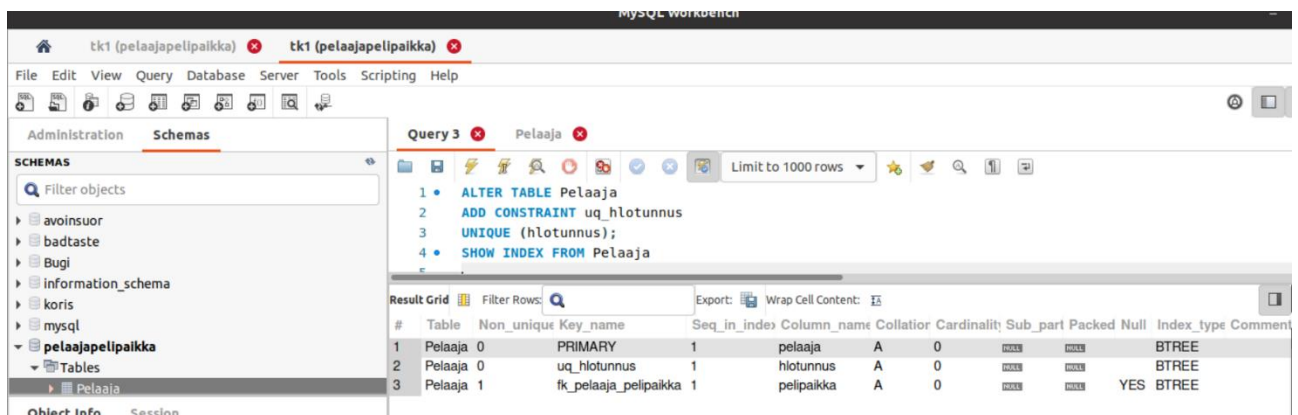 MySQL Workbench
tk1 (pelaajapelipaikka) tk1 (pelaajapelipaikka)
File Edit View Query Database Server Tools Scripting Help
Administration Schemas
Query 3 Pelaaja
SCHEMAS
Limit to 1000 rows
Filter objects
1 ALTER TABLE Pelaaja
2 ADD CONSTRAINT uq_hlotunnus
3 UNIQUE (hlotunnus);
4 SHOW INDEX FROM Pelaaja
5
avoinsuor
badtaste
Bugi
information_schema
koris
mysql
pelaajapelipaikka
Tables
Pelaaja
Object Info Session
Result Grid Filter Rows: Export: Wrap Cell Content:
# Table Non_unique Key_name Seq_in_index Column_name Collation Cardinality Sub_part Packed Null Index_type Comment
1 Pelaaja 0 PRIMARY 1 pelaaja A 0 NULL NULL BTREE
2 Pelaaja 0 uq_hlotunnus 1 hlotunnus A 0 NULL NULL BTREE
3 Pelaaja 1 fk_pelaaja_pelipaikka 1 pelipaikka A 0 NULL NULL YES BTREE